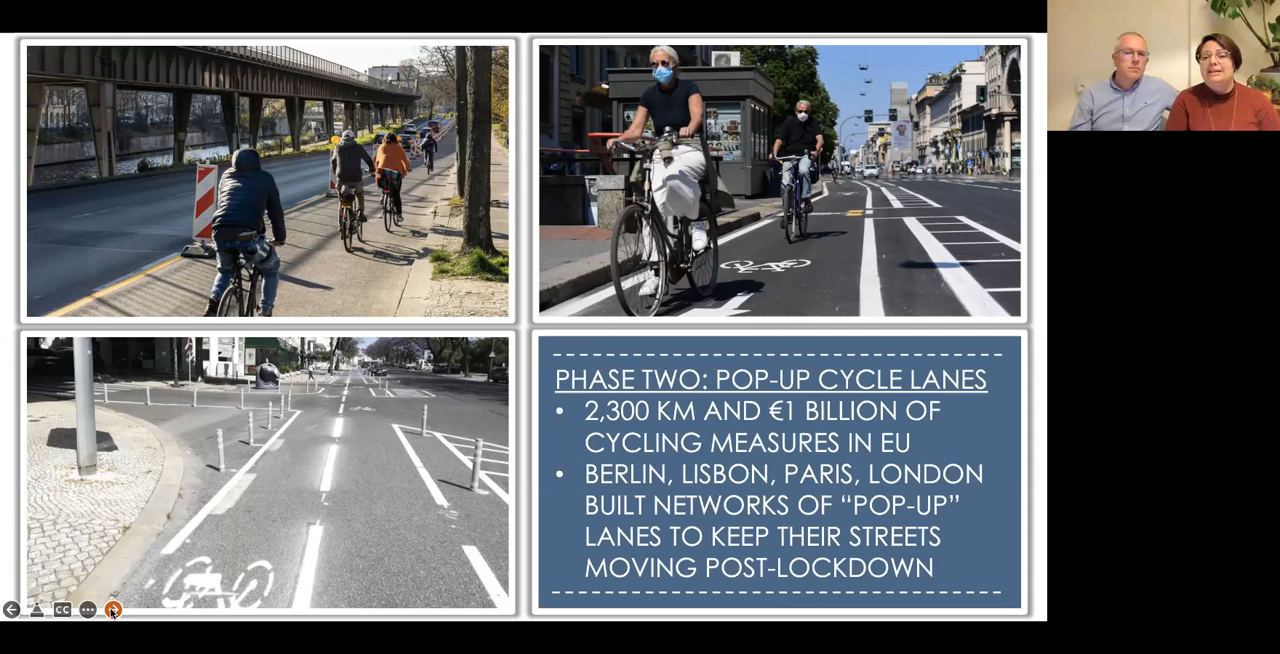 PHASE TWO: POP-UP CYCLE LANES
• 2,300 KM AND €1 BILLION OF
CYCLING MEASURES IN EU
• BERLIN, LISBON, PARIS, LONDON
BUILT NETWORKS OF “POP-UP”
LANES TO KEEP THEIR STREETS
MOVING POST-LOCKDOWN
CC